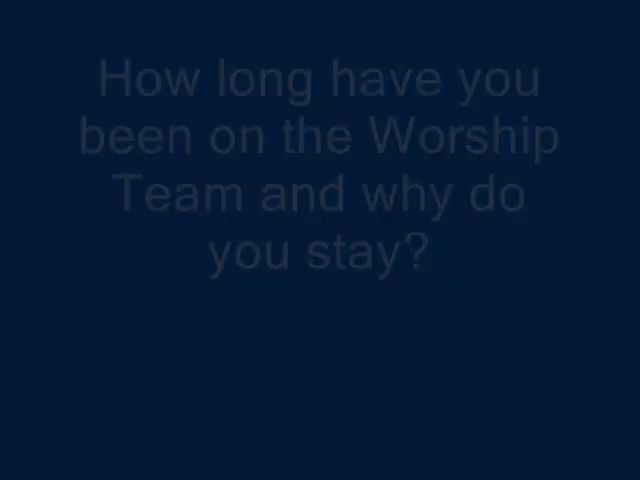 How long have you
been on the Worship
Team and why do
you stay?